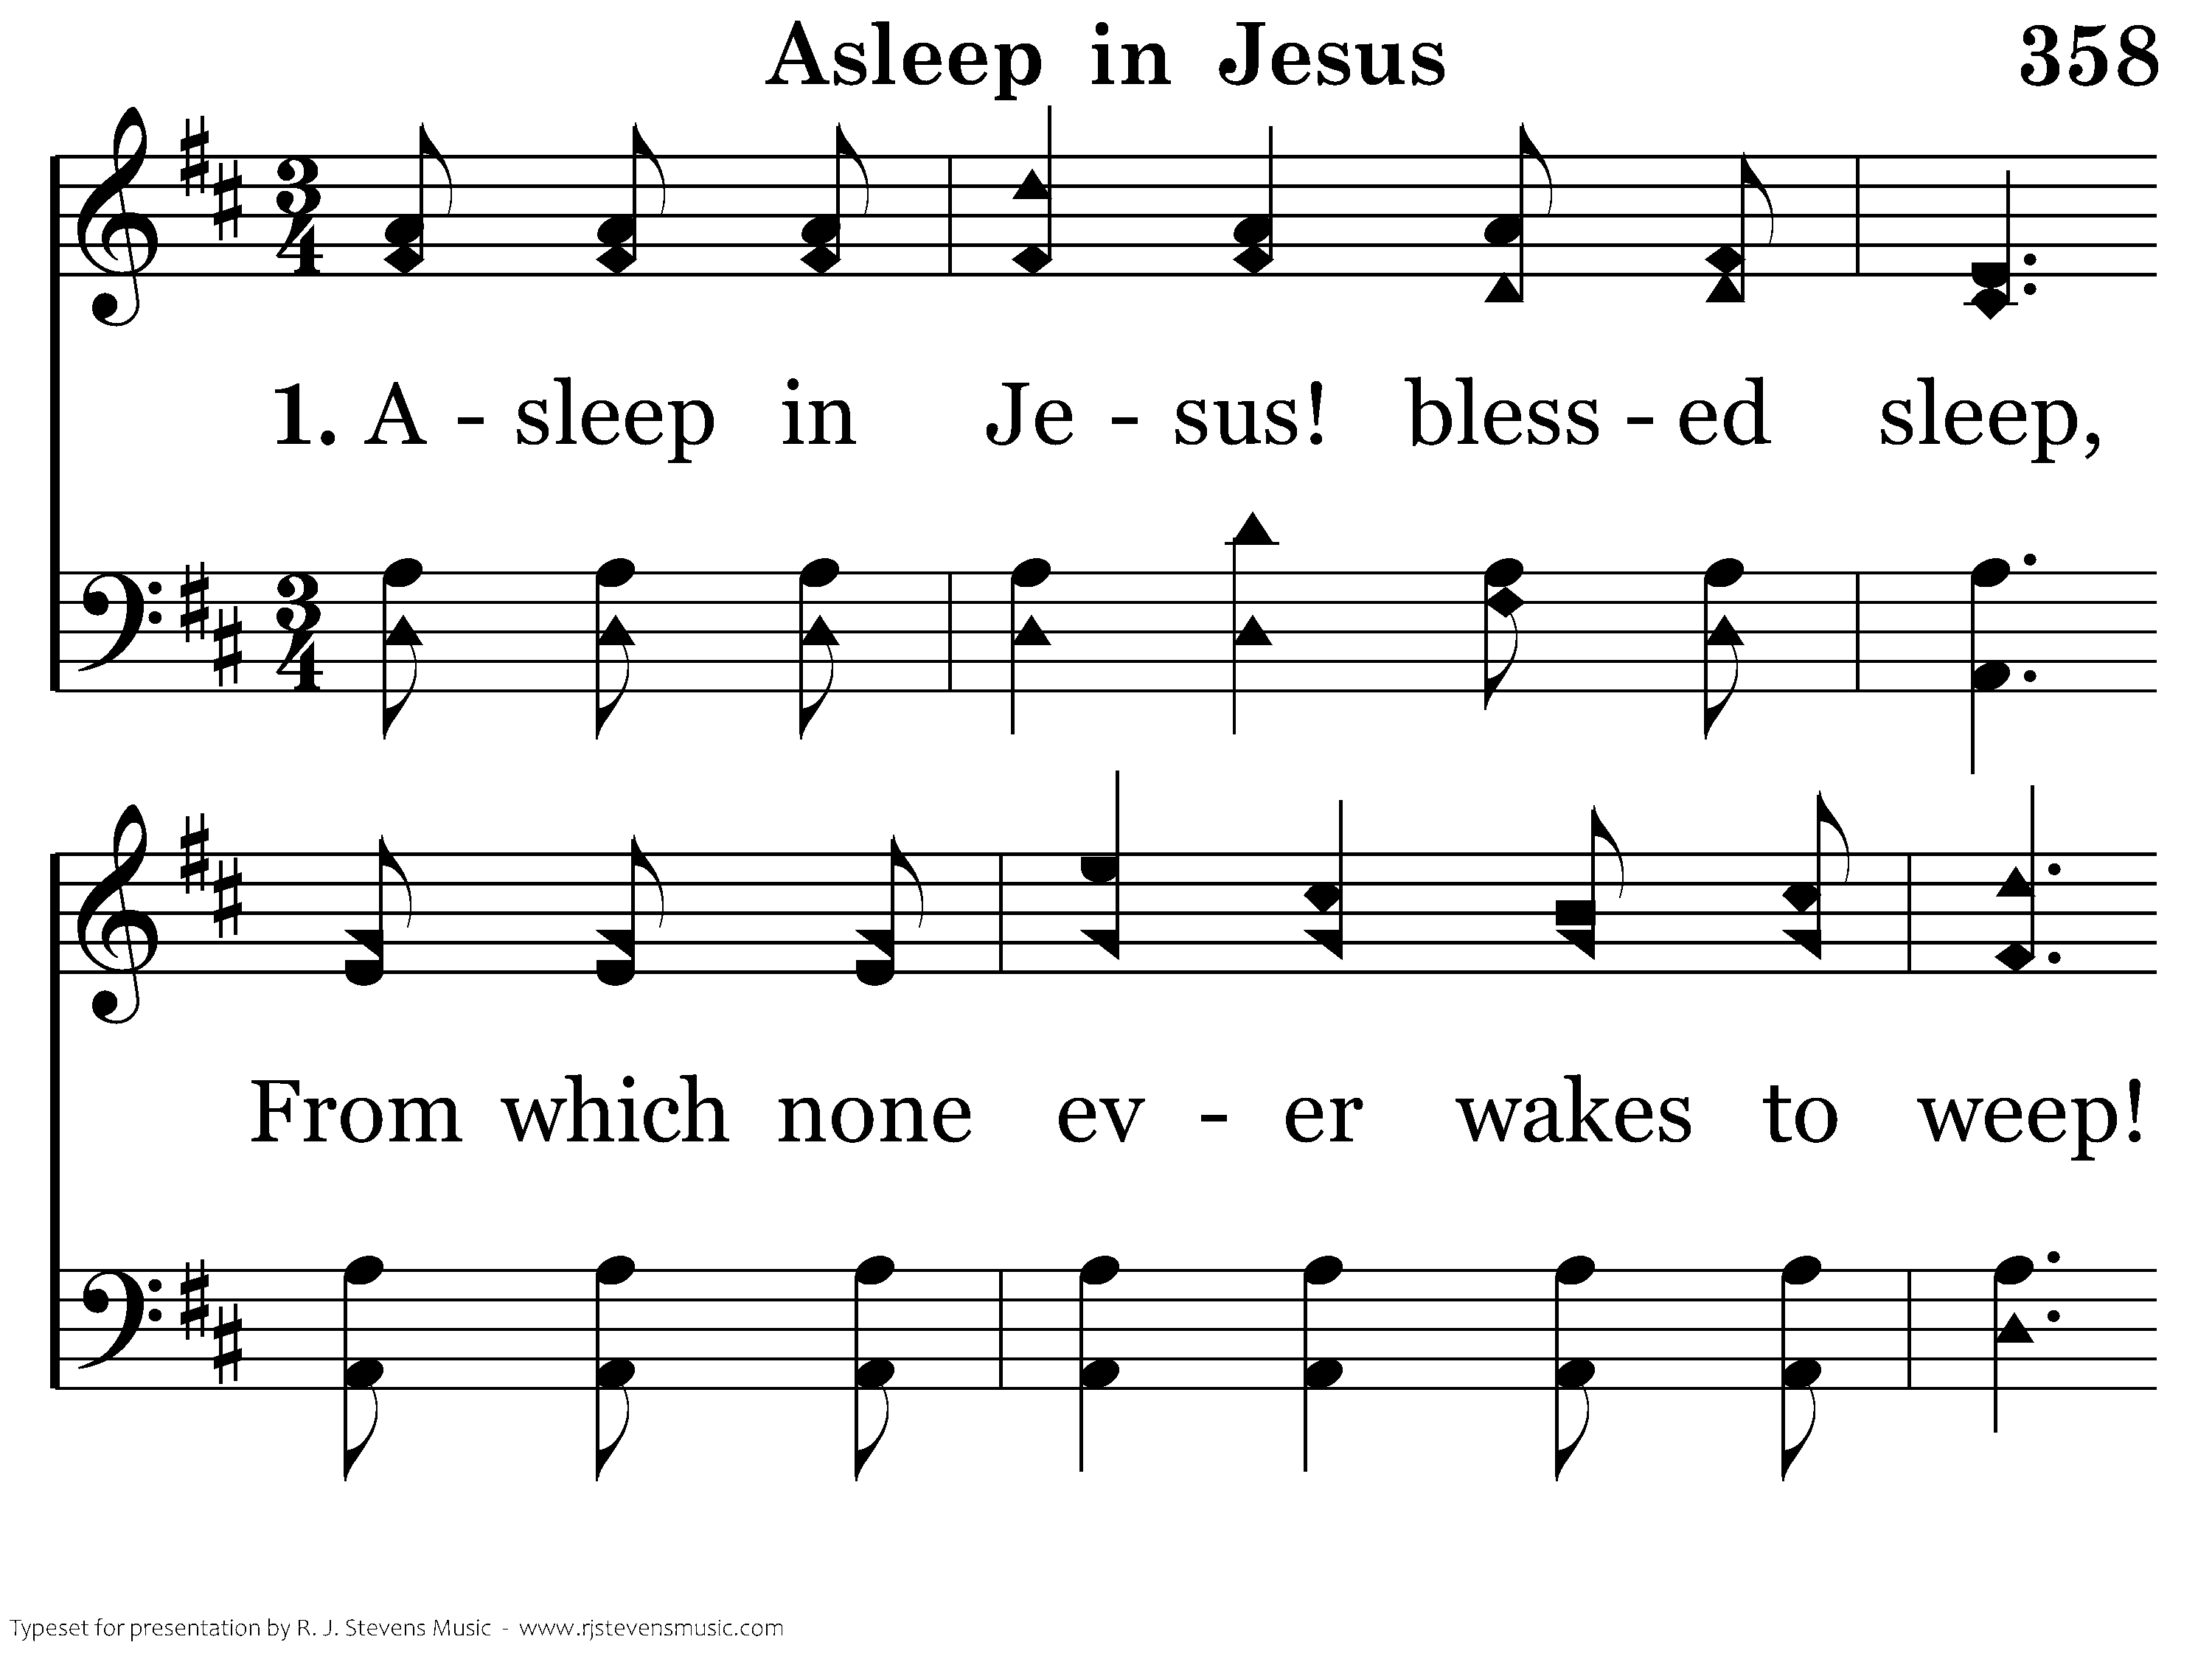 Asleep in Jesus 358
1. A - sleep in Je - sus! bless - ed sleep,
From which none ev - er wakes to weep!
Typeset for presentation by R. J. Stevens Music - www.rjstevensmusic.com